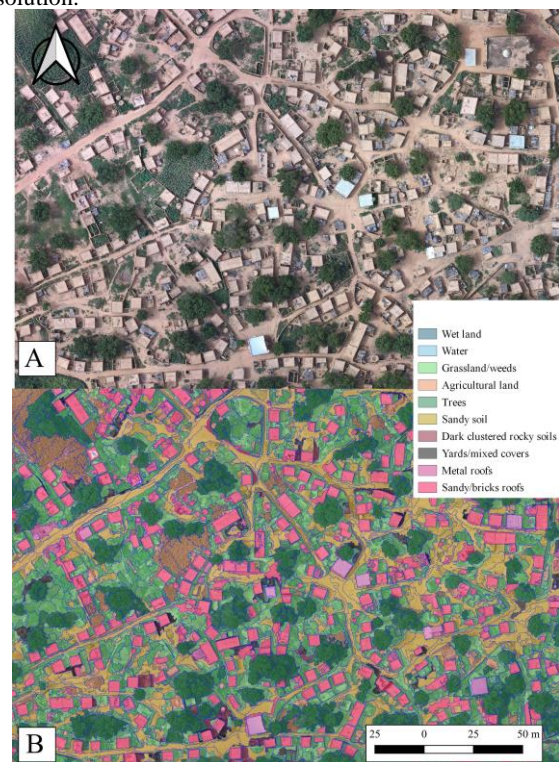 solution.
A
Wet land
Water
Grassland/weeds
Agricultural land
Trees
Sandy soil
Dark clustered rocky soils
Yards/mixed covers
Metal roofs
Sandy/bricks roofs
B
25 0 25 50 m